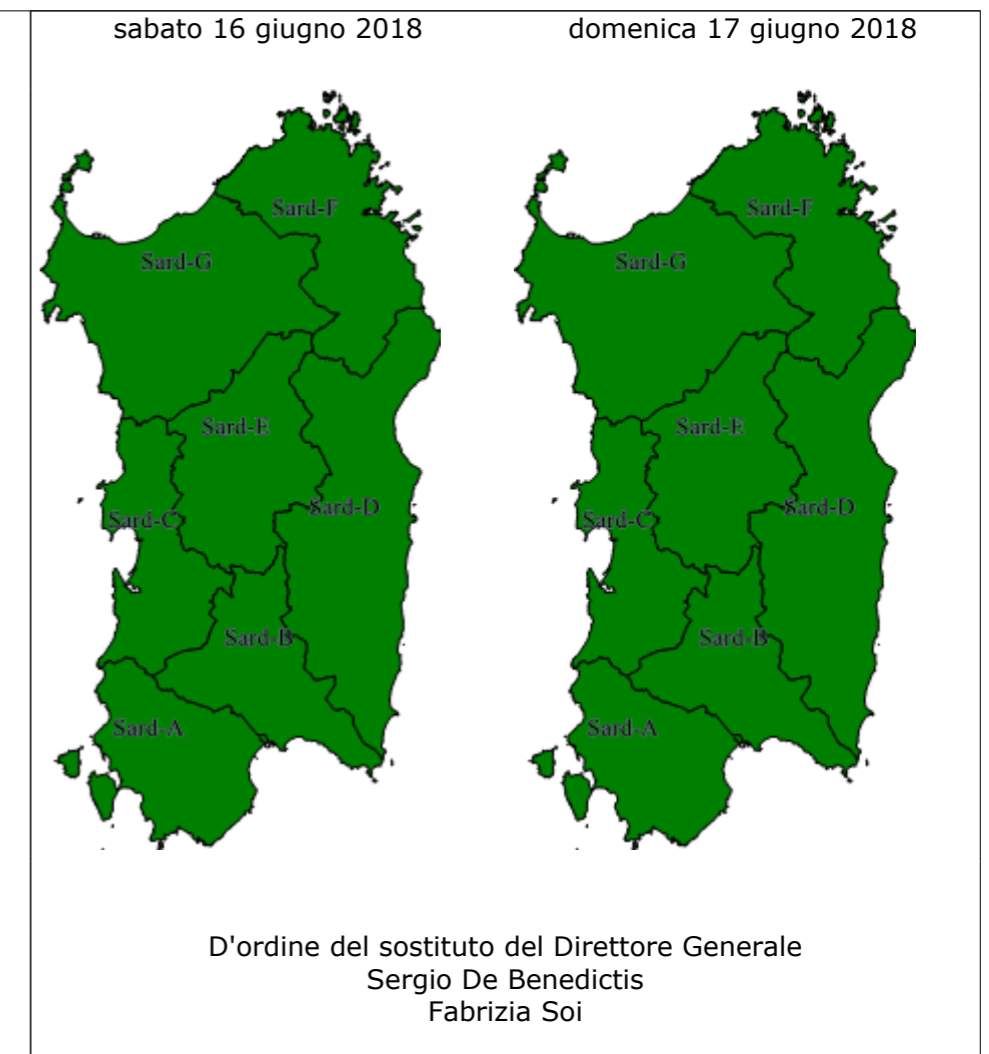 sabato 16 giugno 2018
domenica 17 giugno 2018
Sard-F
Sard-G
Sard-E
Sard-D
Sard-C
Sard-B
Sard-A
Sard-F
Sard-G
Sard-E
Sard-D
Sard-C
Sard-B
Sard-A
D'ordine del sostituto del Direttore Generale
Sergio De Benedictis
Fabrizia Soi